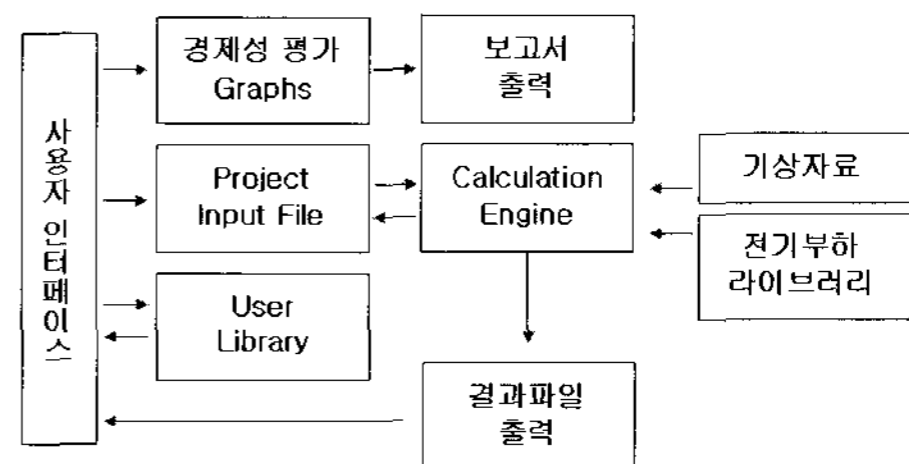 사용자 인터페이스
경제성 평가
Graphs
보고서
출력
Project
Input File
Calculation
Engine
기상자료
전기부하
라이브러리
User
Library
결과파일
출력